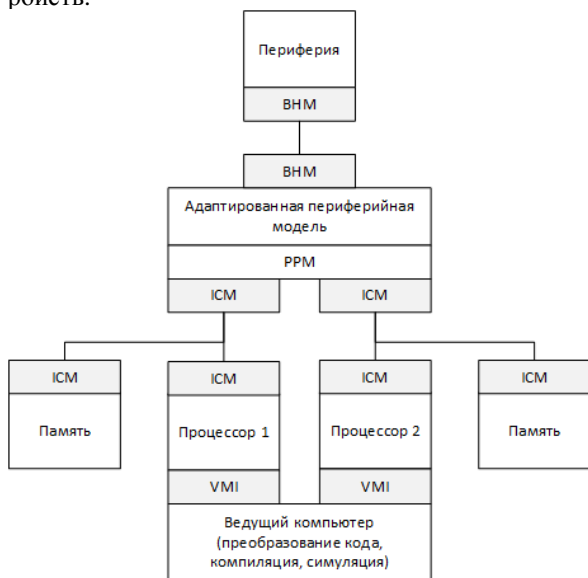 Периферия
BHM
BHM
Адаптированная периферийная
модель
PPM
ICM ICM
ICM ICM ICM ICM
Память Процессор 1 Процессор 2 Память
VMI VMI
Ведущий компьютер
(преобразование кода,
компиляция, симуляция)